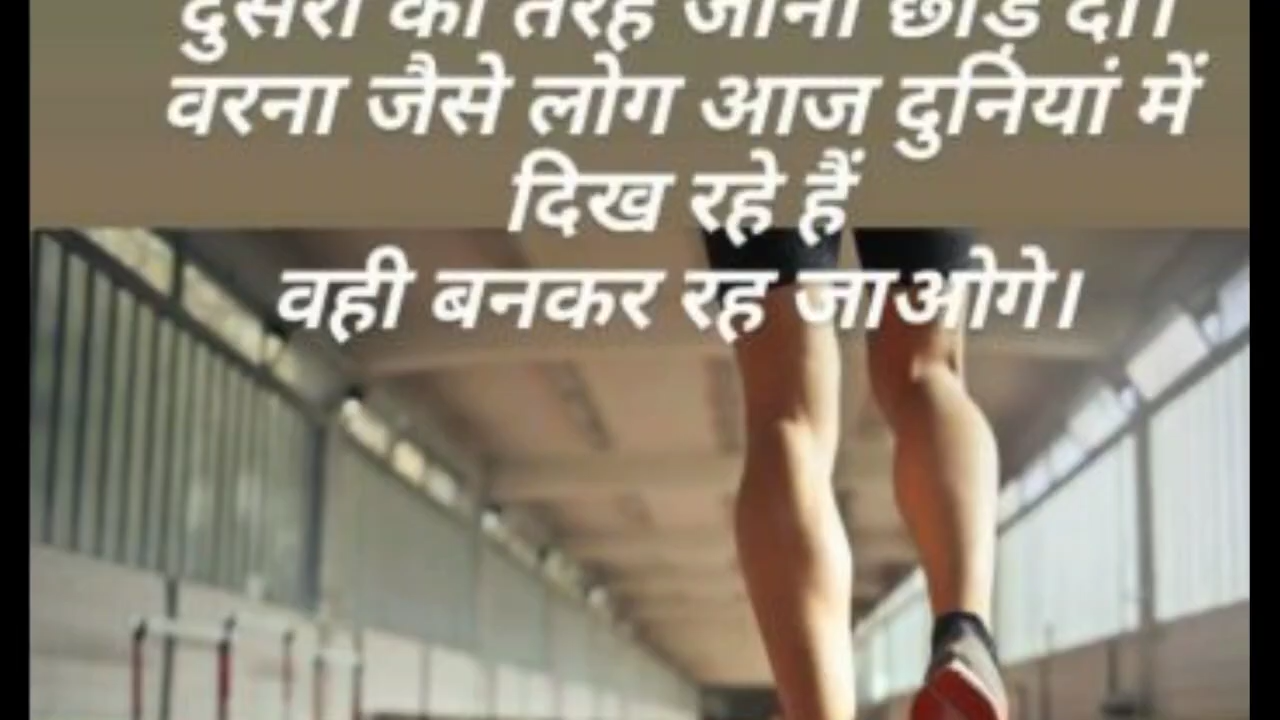 दुसरों की तरह जीना छोड़ दो।
वरना जैसे लोग आज दुनियां में
दिख रहे हैं
वही बनकर रह जाओगे।